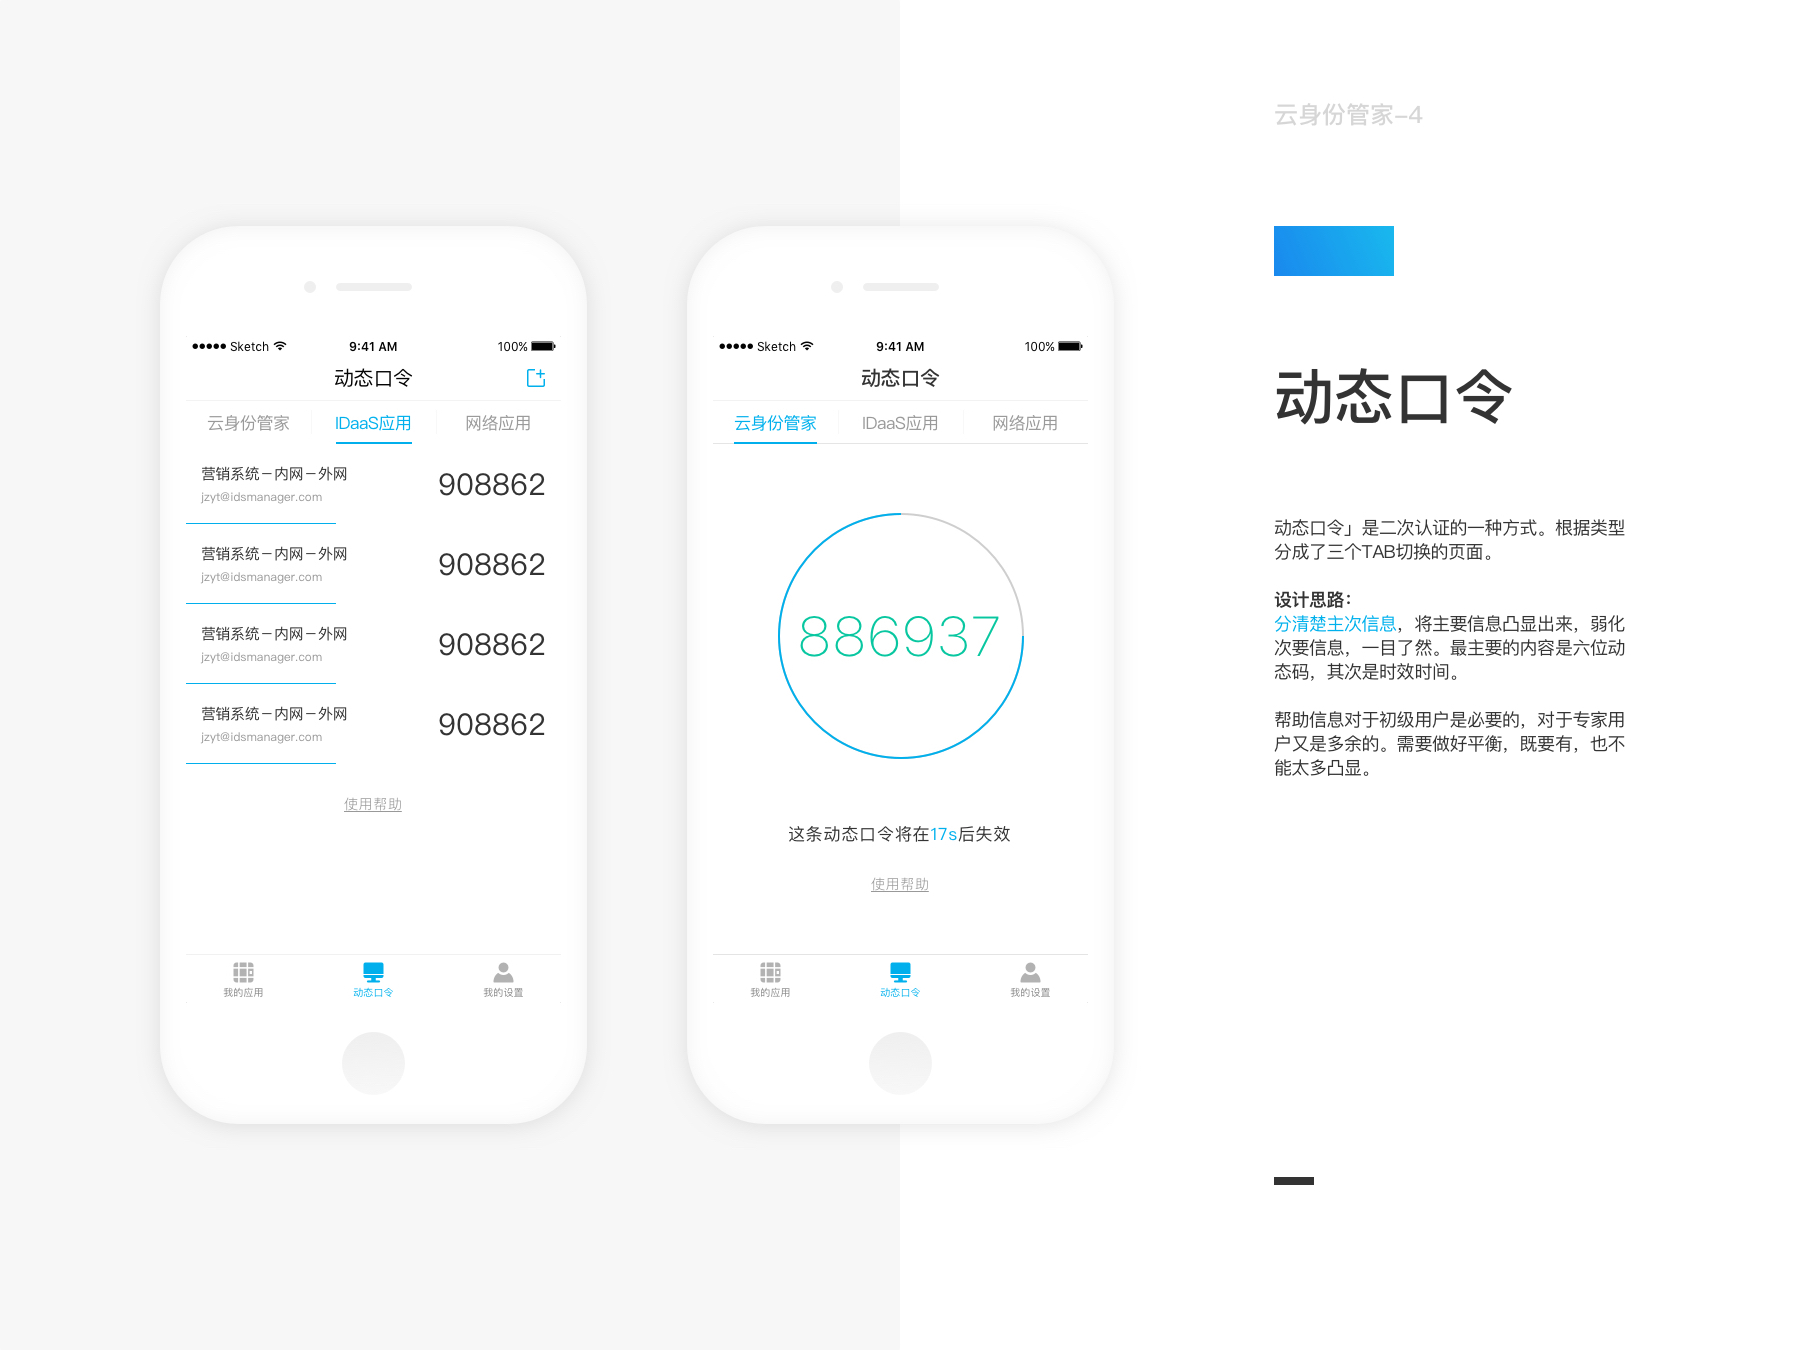 云身份管家-4
Sketch 9:41 AM 100%
动态口令
云身份管家 IDaaS应用 网络应用
营销系统－内网－外网
jzyt@idsmanager.com
908862
营销系统－内网－外网
jzyt@idsmanager.com
908862
营销系统－内网－外网
jzyt@idsmanager.com
908862
营销系统－内网－外网
jzyt@idsmanager.com
908862
使用帮助
我的应用 动态口令 我的设置
Sketch 9:41 AM 100%
动态口令
云身份管家 IDaaS应用 网络应用
886937
这条动态口令将在17s后失效
使用帮助
我的应用 动态口令 我的设置
动态口令
动态口令」是二次认证的一种方式。根据类型
分成了三个TAB切换的页面。
设计思路：
分清楚主次信息，将主要信息凸显出来，弱化
次要信息，一目了然。最主要的内容是六位动
态码，其次是时效时间。
帮助信息对于初级用户是必要的，对于专家用
户又是多余的。需要做好平衡，既要有，也不
能太多凸显。